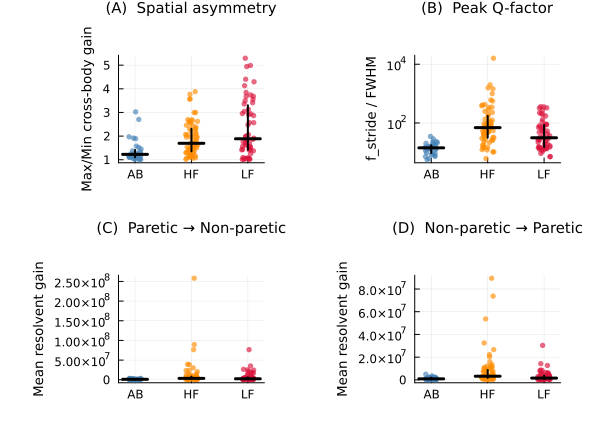 (A) Spatial asymmetry
Max/Min cross-body gain
5
4
3
2
1
AB HF LF
(B) Peak Q-factor
f_stride / FWHM
10⁴
10²
AB HF LF
(C) Paretic → Non-paretic
Mean resolvent gain
2.50×10⁸
2.00×10⁸
1.50×10⁸
1.00×10⁸
5.00×10⁷
0
AB HF LF
(D) Non-paretic → Paretic
Mean resolvent gain
8.0×10⁷
6.0×10⁷
4.0×10⁷
2.0×10⁷
0
AB HF LF